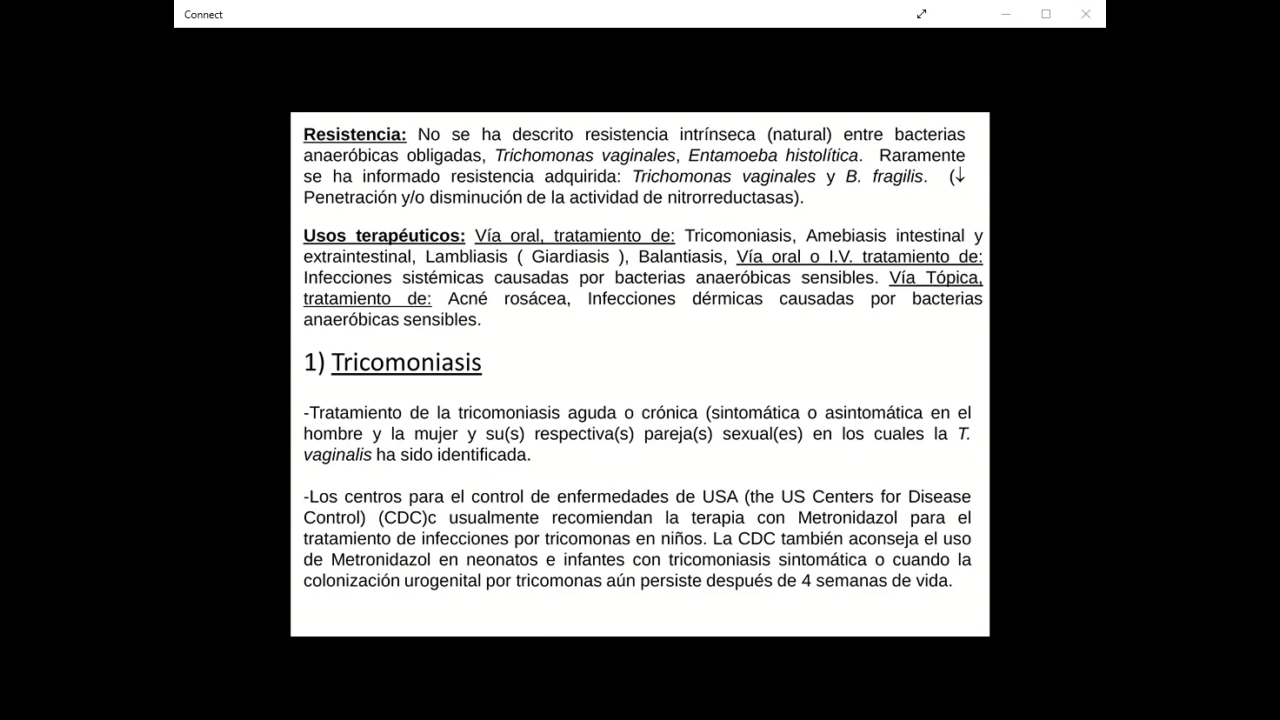 Connect
Resistencia: No se ha descrito resistencia intrínseca (natural) entre bacterias
anaeróbicas obligadas, Trichomonas vaginales, Entamoeba histolítica. Raramente
se ha informado resistencia adquirida: Trichomonas vaginales y B. fragilis. (↓
Penetración y/o disminución de la actividad de nitrorreductasas).
Usos terapéuticos: Vía oral, tratamiento de: Tricomoniasis, Amebiasis intestinal y
extraintestinal, Lambliasis ( Giardiasis ), Balantiasis, Vía oral o I.V. tratamiento de:
Infecciones sistémicas causadas por bacterias anaeróbicas sensibles. Vía Tópica,
tratamiento de: Acné rosácea, Infecciones dérmicas causadas por bacterias
anaeróbicas sensibles.
1) Tricomoniasis
-Tratamiento de la tricomoniasis aguda o crónica (sintomática o asintomática en el
hombre y la mujer y su(s) respectiva(s) pareja(s) sexual(es) en los cuales la T.
vaginalis ha sido identificada.
-Los centros para el control de enfermedades de USA (the US Centers for Disease
Control) (CDC)c usualmente recomiendan la terapia con Metronidazol para el
tratamiento de infecciones por tricomonas en niños. La CDC también aconseja el uso
de Metronidazol en neonatos e infantes con tricomoniasis sintomática o cuando la
colonización urogenital por tricomonas aún persiste después de 4 semanas de vida.